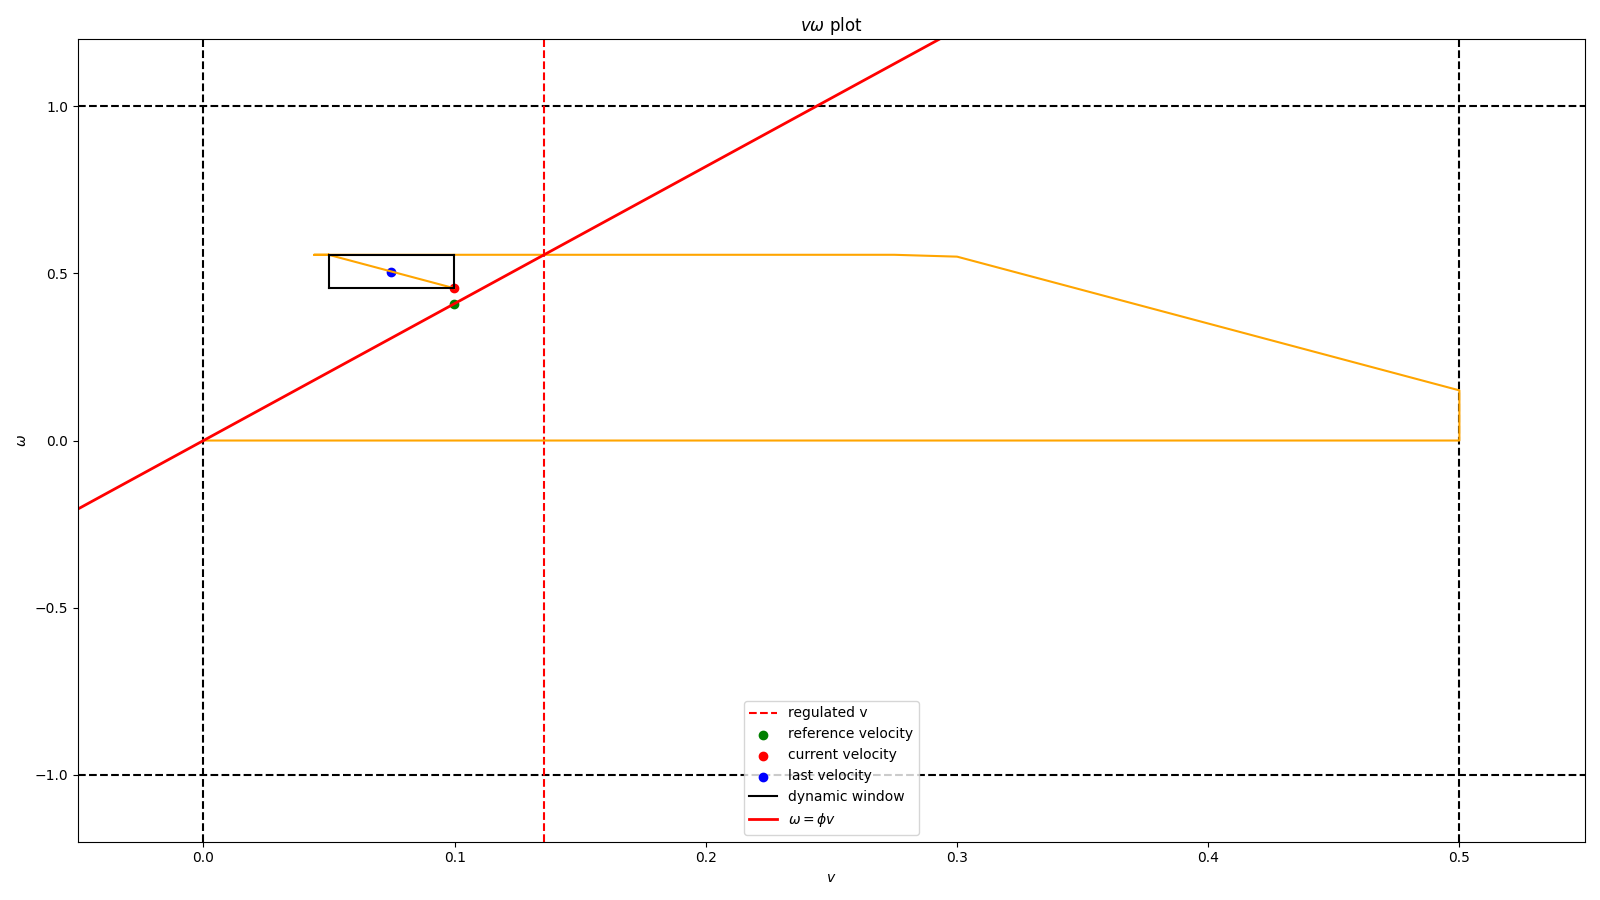 vω plot
1.0
0.5
0.0
−0.5
−1.0
ω
0.0 0.1 0.2 0.3 0.4 0.5
v
regulated v
reference velocity
current velocity
last velocity
dynamic window
ω = ϕv